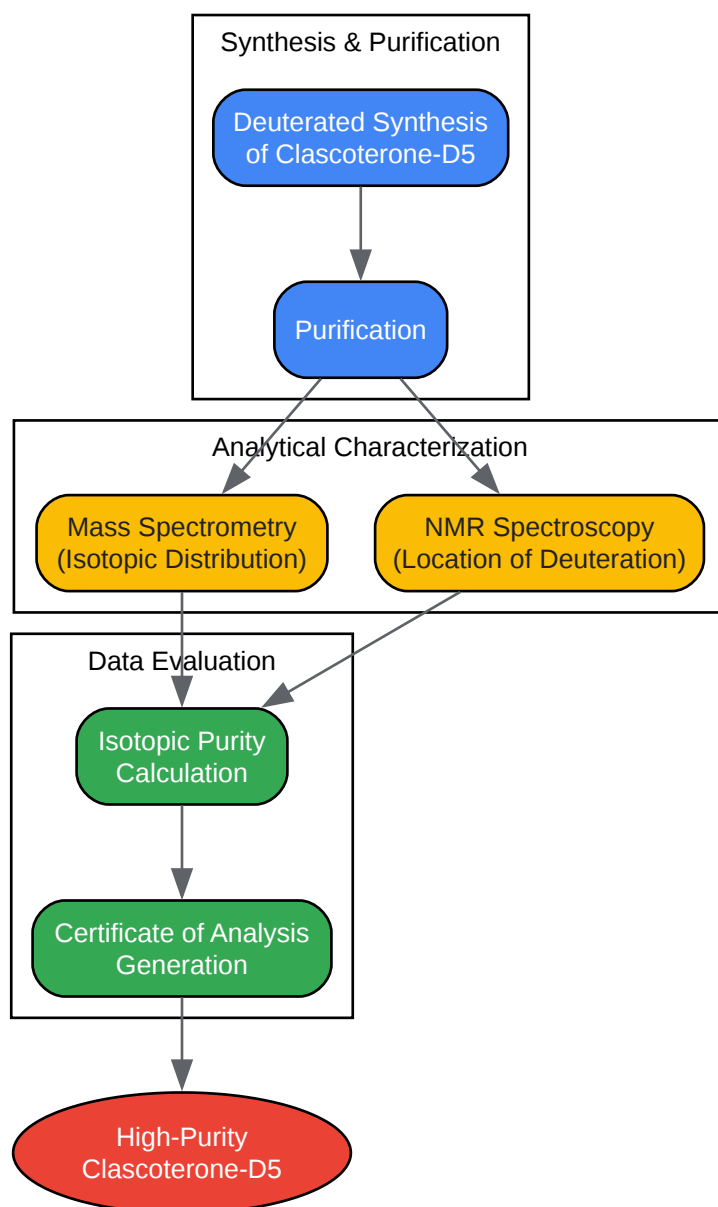 Synthesis & Purification
Deuterated Synthesis
of Clascoterone-D5
Purification
Analytical Characterization
Mass Spectrometry
(Isotopic Distribution)
NMR Spectroscopy
(Location of Deuteration)
Data Evaluation
Isotopic Purity
Calculation
Certificate of Analysis
Generation
High-Purity
Clascoterone-D5